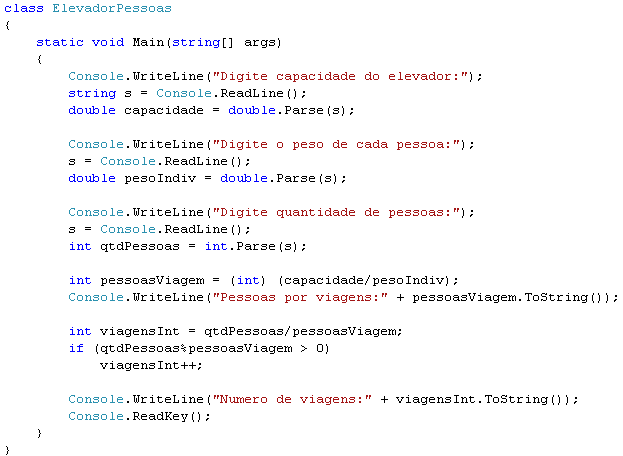 class ElevadorPessoas
{
    static void Main(string[] args)
    {
        Console.WriteLine("Digite capacidade do elevador:");
        string s = Console.ReadLine();
        double capacidade = double.Parse(s);

        Console.WriteLine("Digite o peso de cada pessoa:");
        s = Console.ReadLine();
        double pesoIndiv = double.Parse(s);

        Console.WriteLine("Digite quantidade de pessoas:");
        s = Console.ReadLine();
        int qtdPessoas = int.Parse(s);

        int pessoasViagem = (int) (capacidade/pesoIndiv);
        Console.WriteLine("Pessoas por viagens:" + pessoasViagem.ToString());

        int viagensInt = qtdPessoas/pessoasViagem;
        if (qtdPessoas%pessoasViagem > 0)
            viagensInt++;

        Console.WriteLine("Numero de viagens:" + viagensInt.ToString());
        Console.ReadKey();
    }
}